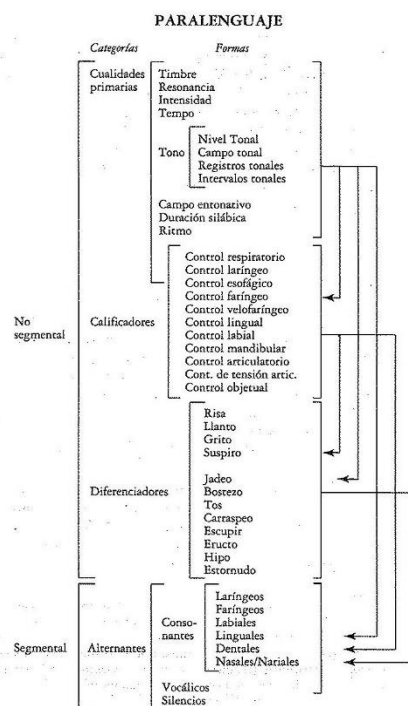 PARALENGUAJE
Categorías Formas
Cualidades primarias
Timbre
Resonancia
Intensidad
Tempo
Tono
Nivel Tonal
Campo tonal
Registros tonales
Intervalos tonales
Campo entonativo
Duración silábica
Ritmo
No segmental
Calificadores
Control respiratorio
Control laríngeo
Control esofágico
Control faríngeo
Control velofaríngeo
Control lingual
Control labial
Control mandibular
Control articulatorio
Cont. de tensión artic.
Control objetual
Diferenciadores
Risa
Llanto
Grito
Suspiro
Jadeo
Bostezo
Tos
Carraspeo
Escupir
Eructo
Hipo
Estornudo
Segmental
Alternantes
Conso-
nantes
Laríngeos
Faríngeos
Labiales
Linguales
Dentales
Nasales/Nariales
Vocálicos
Silencios